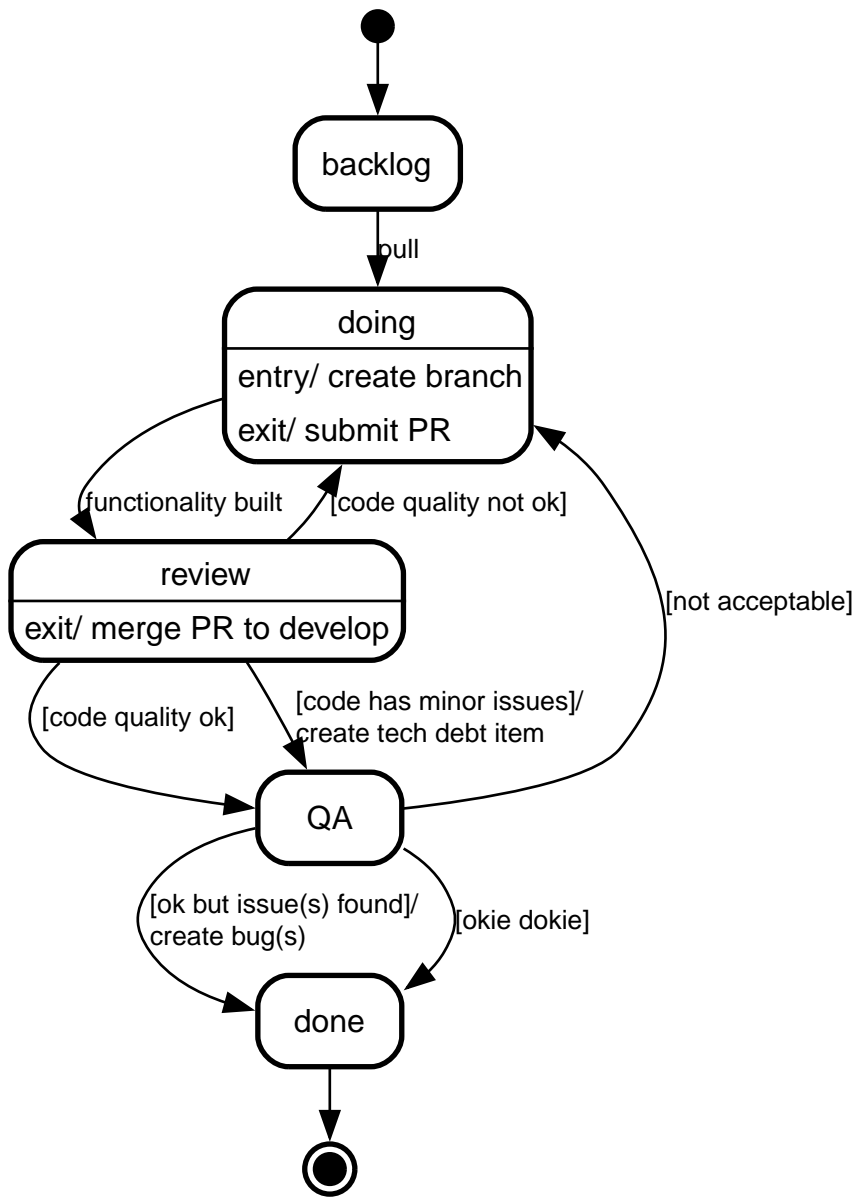 backlog
pull
doing
entry/ create branch
exit/ submit PR
functionality built
[code quality not ok]
review
exit/ merge PR to develop
[not acceptable]
[code quality ok]
[code has minor issues]/
create tech debt item
QA
[ok but issue(s) found]/
create bug(s)
[okie dokie]
done